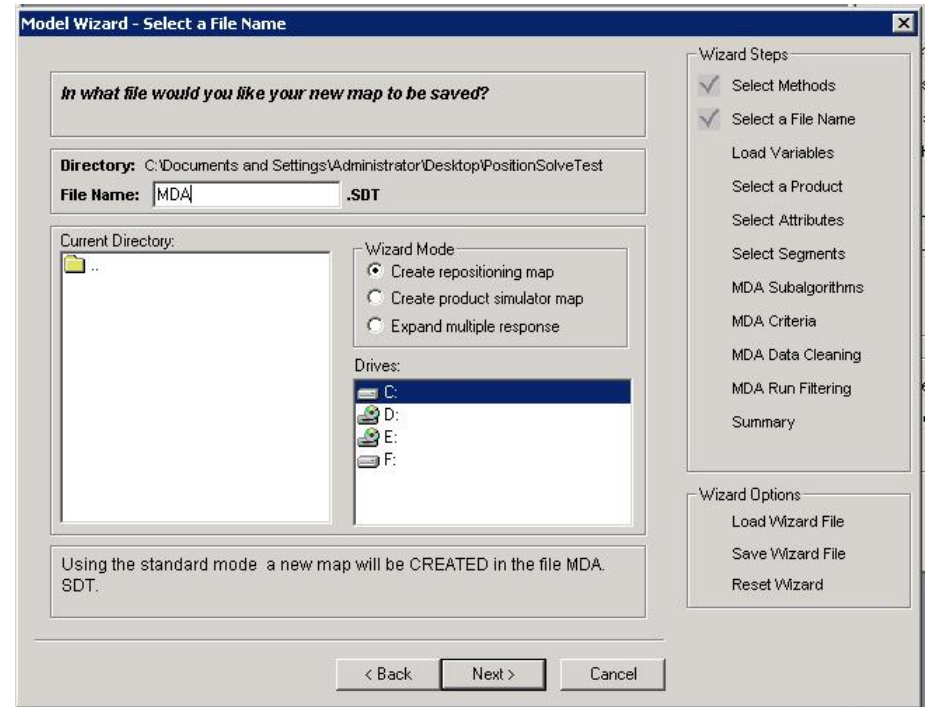 Model Wizard - Select a File Name
In what file would you like your new map to be saved?
Directory: C:\Documents and Settings\Administrator\Desktop\PositionSolveTest
File Name: MDA .SDT
Current Directory:
..
Wizard Mode
Create repositioning map
Create product simulator map
Expand multiple response
Drives:
C:
D:
E:
F:
Using the standard mode a new map will be CREATED in the file MDA.
SDT.
< Back Next > Cancel
Wizard Steps
Select Methods
Select a File Name
Load Variables
Select a Product
Select Attributes
Select Segments
MDA Subalgorithms
MDA Criteria
MDA Data Cleaning
MDA Run Filtering
Summary
Wizard Options
Load Wizard File
Save Wizard File
Reset Wizard